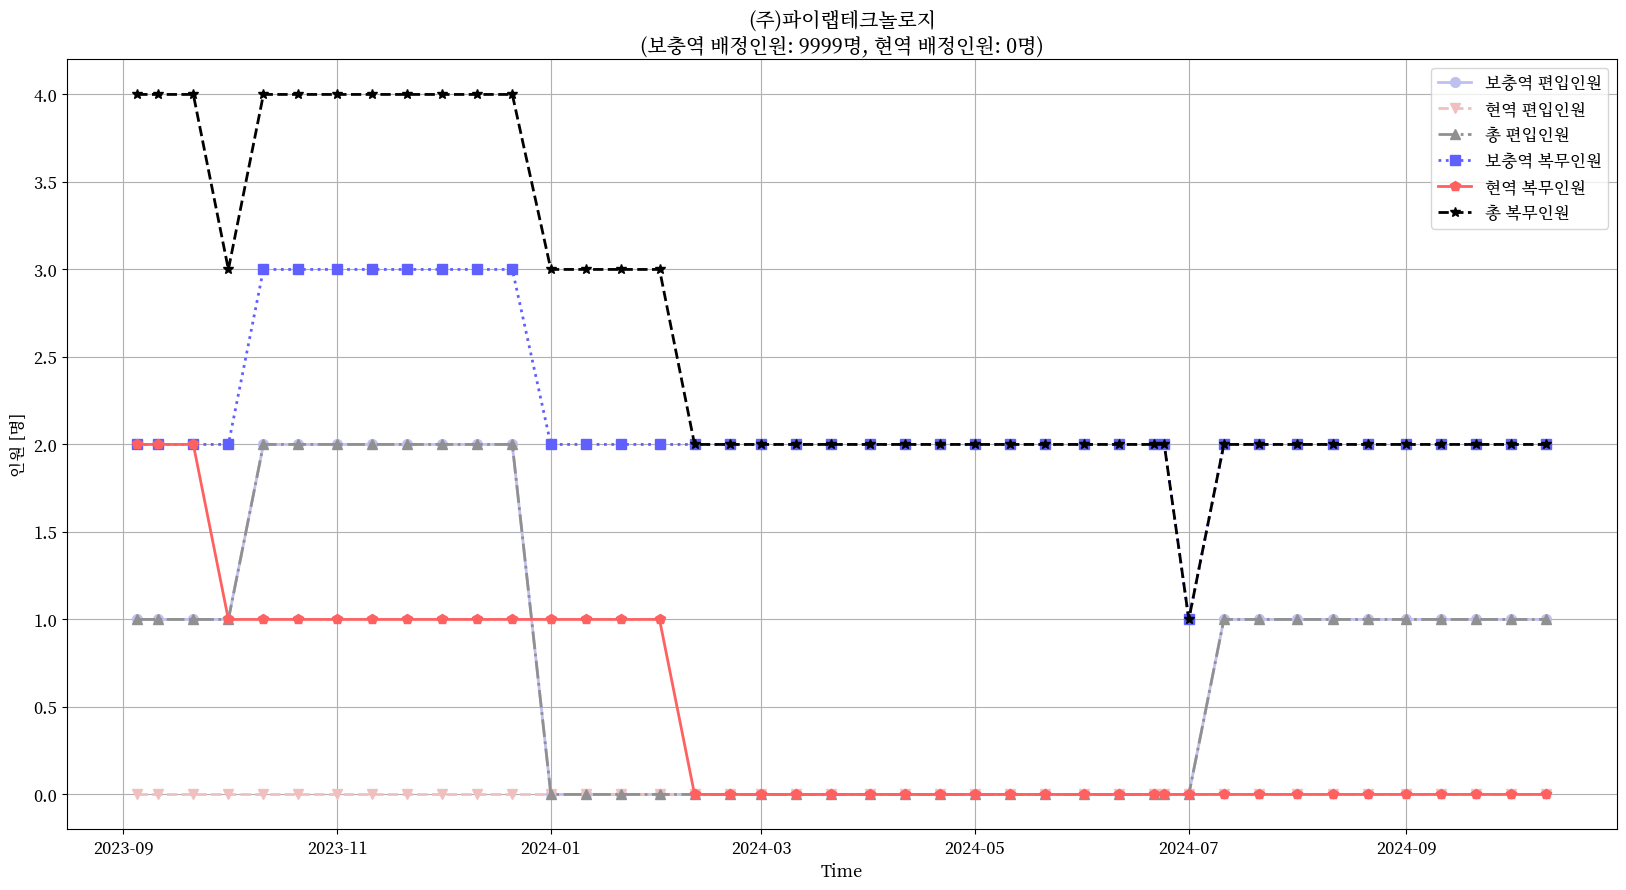 (주)파이랩테크놀로지
(보충역 배정인원: 9999명, 현역 배정인원: 0명)
보충역 편입인원
현역 편입인원
총 편입인원
보충역 복무인원
현역 복무인원
총 복무인원
인원 [명]
4.0
3.5
3.0
2.5
2.0
1.5
1.0
0.5
0.0
2023-09
2023-11
2024-01
2024-03
2024-05
2024-07
2024-09
Time